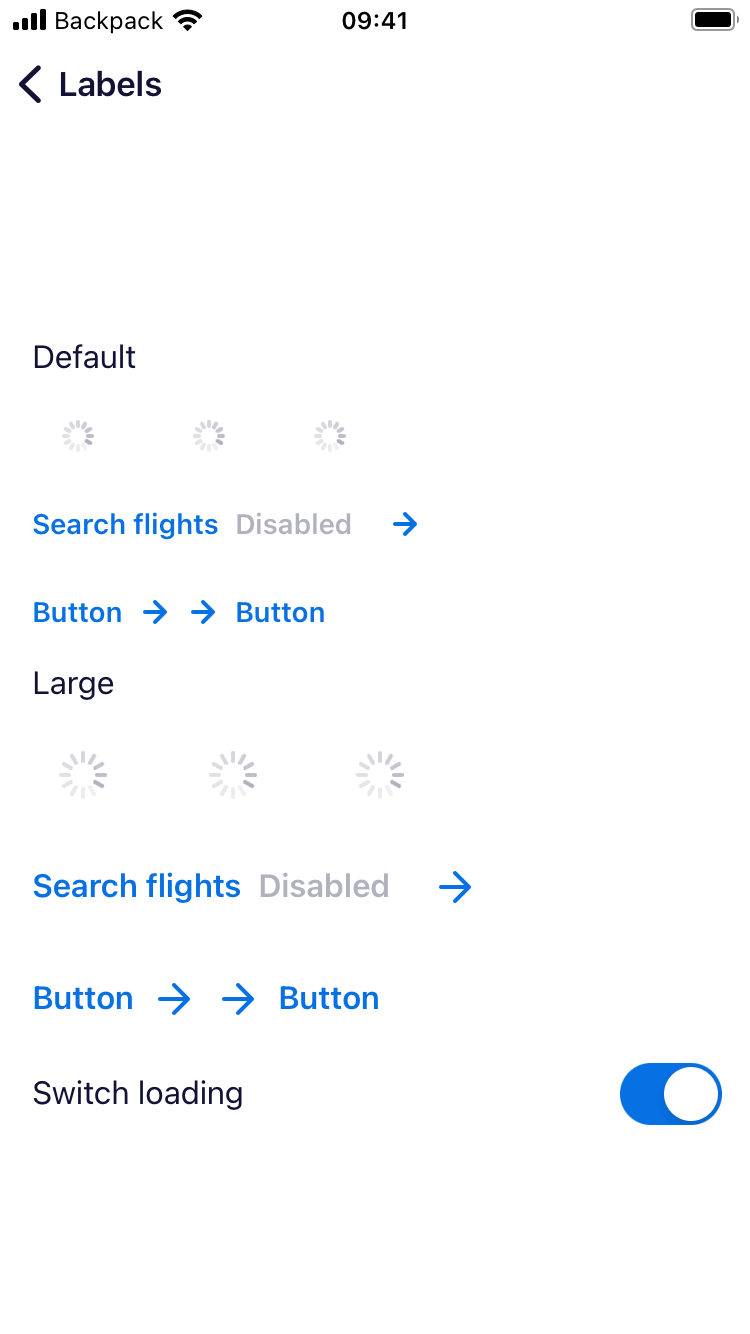 Backpack 09:41
Labels
Default
Search flights Disabled
Button Button
Large
Search flights Disabled
Button Button
Switch loading